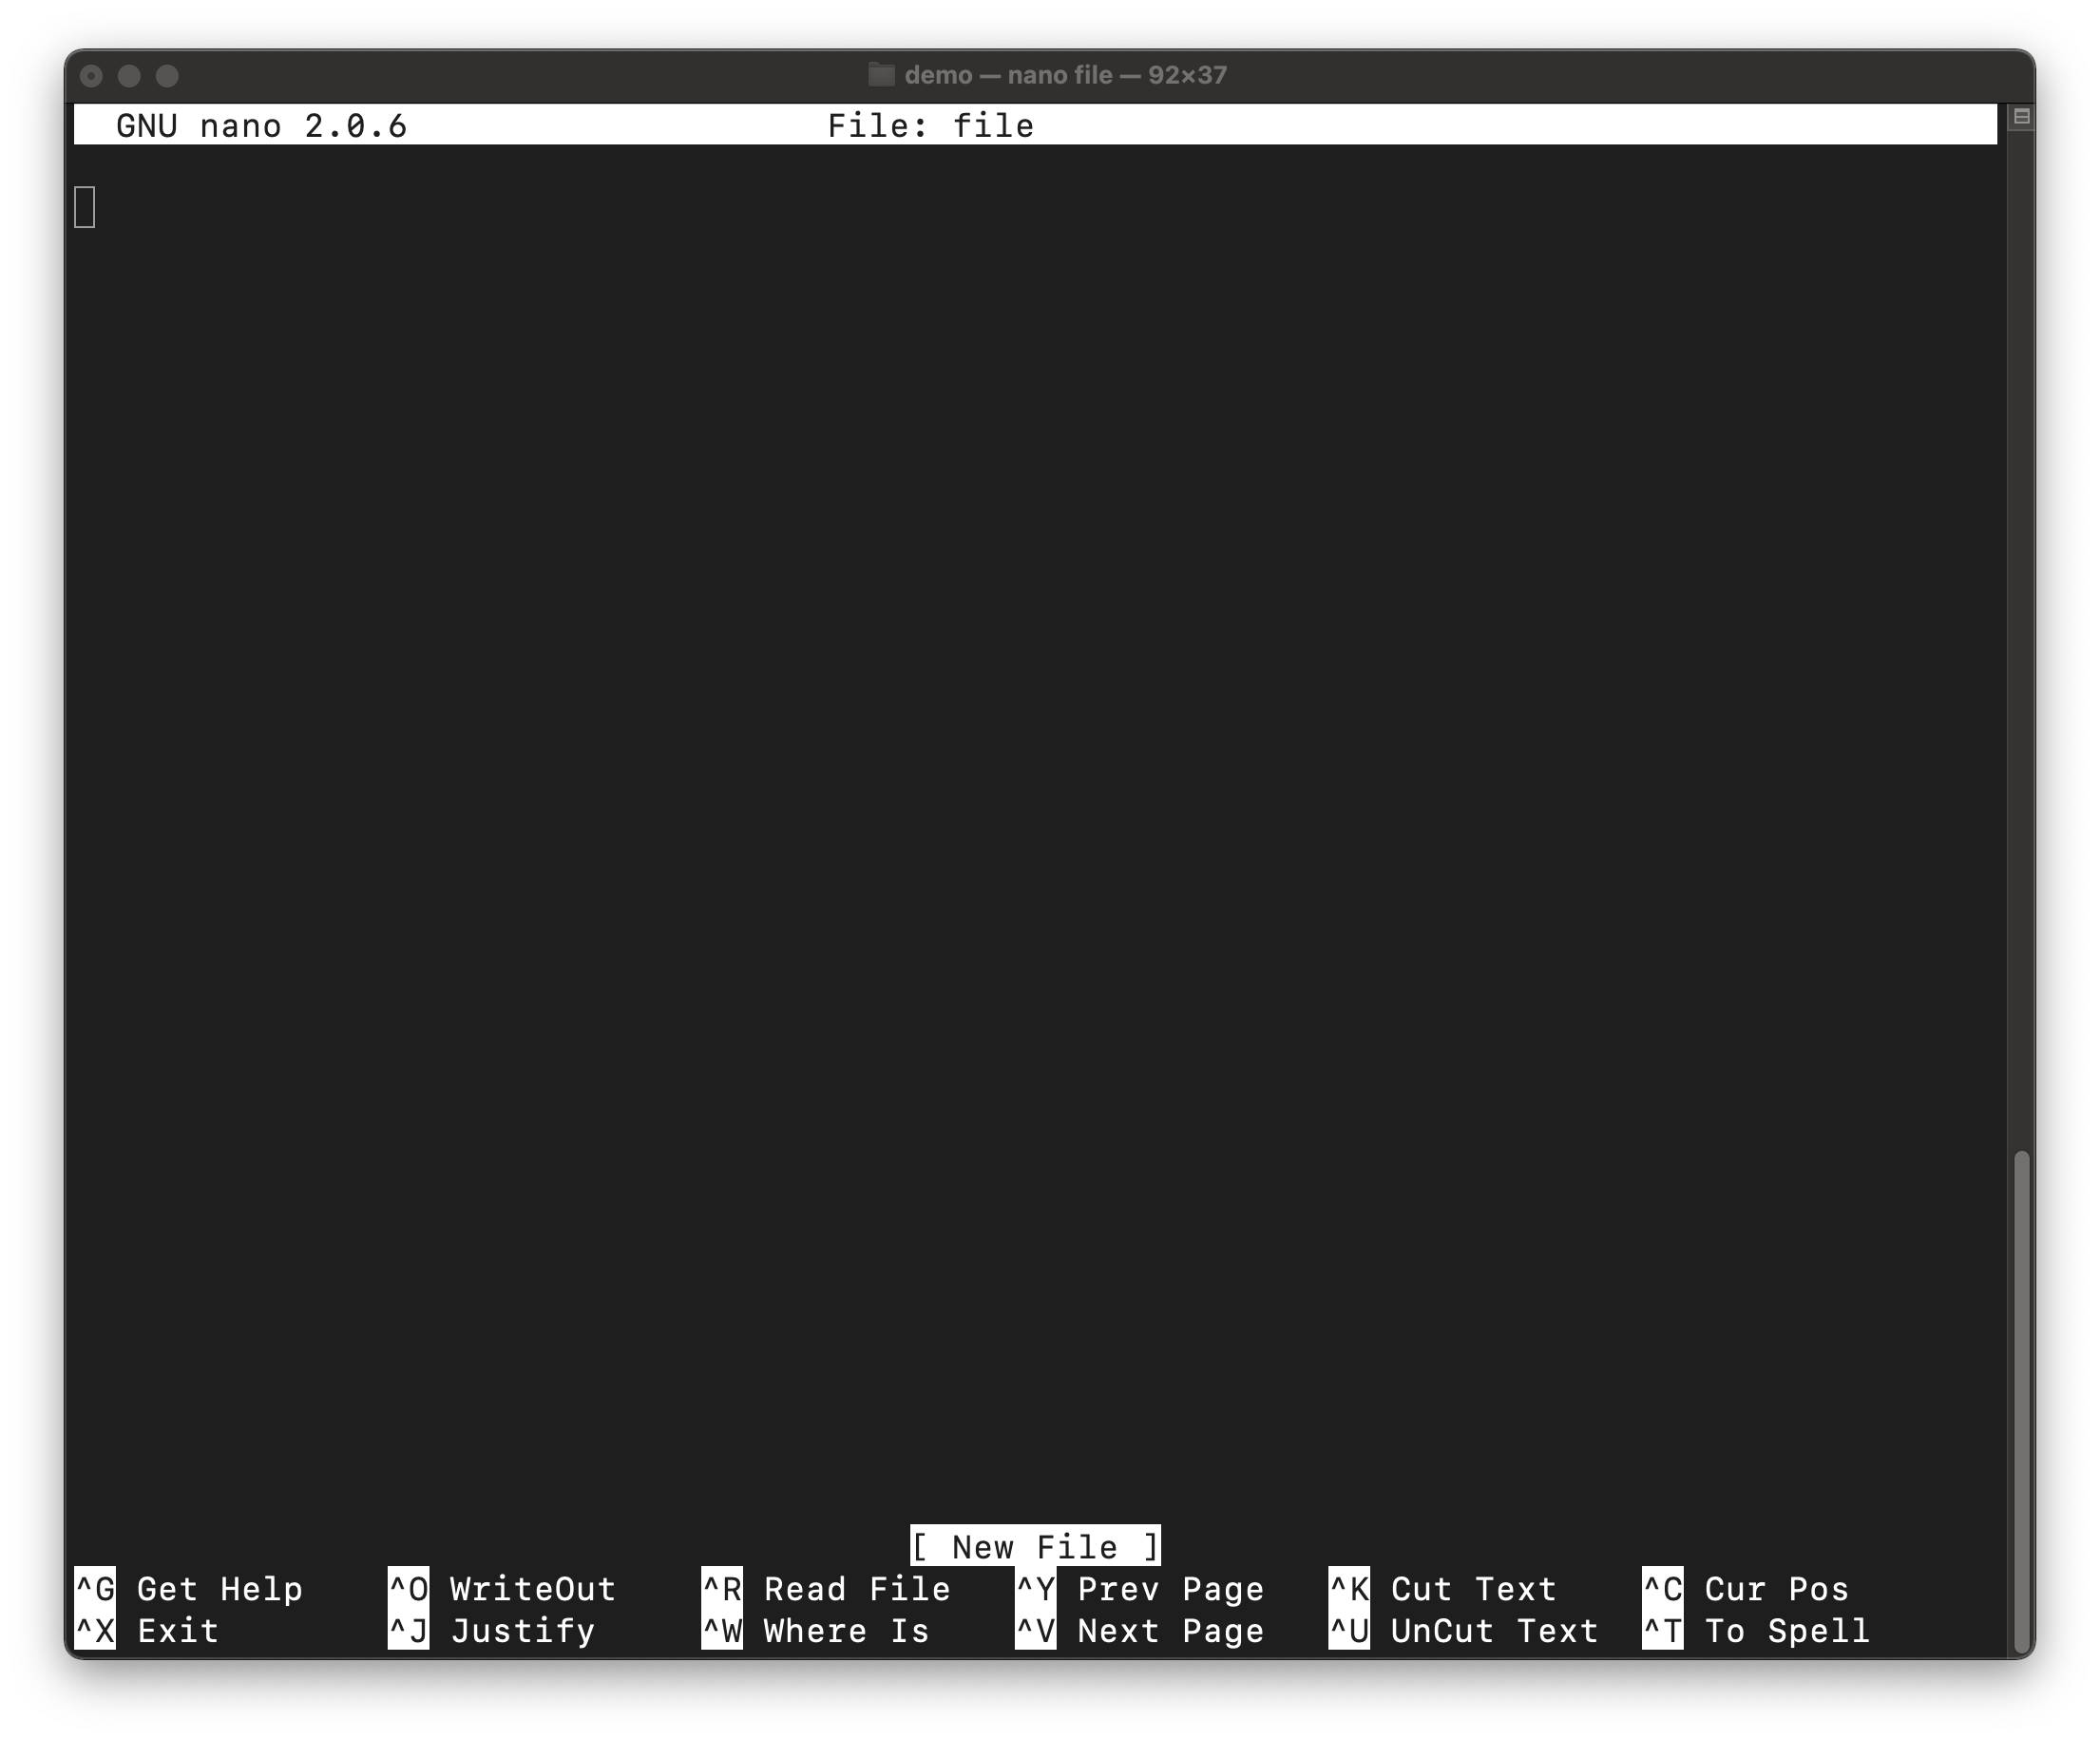 demo — nano file — 92×37
GNU nano 2.0.6 File: file
[ New File ]
^G Get Help ^O WriteOut ^R Read File ^Y Prev Page ^K Cut Text ^C Cur Pos
^X Exit ^J Justify ^W Where Is ^V Next Page ^U UnCut Text ^T To Spell